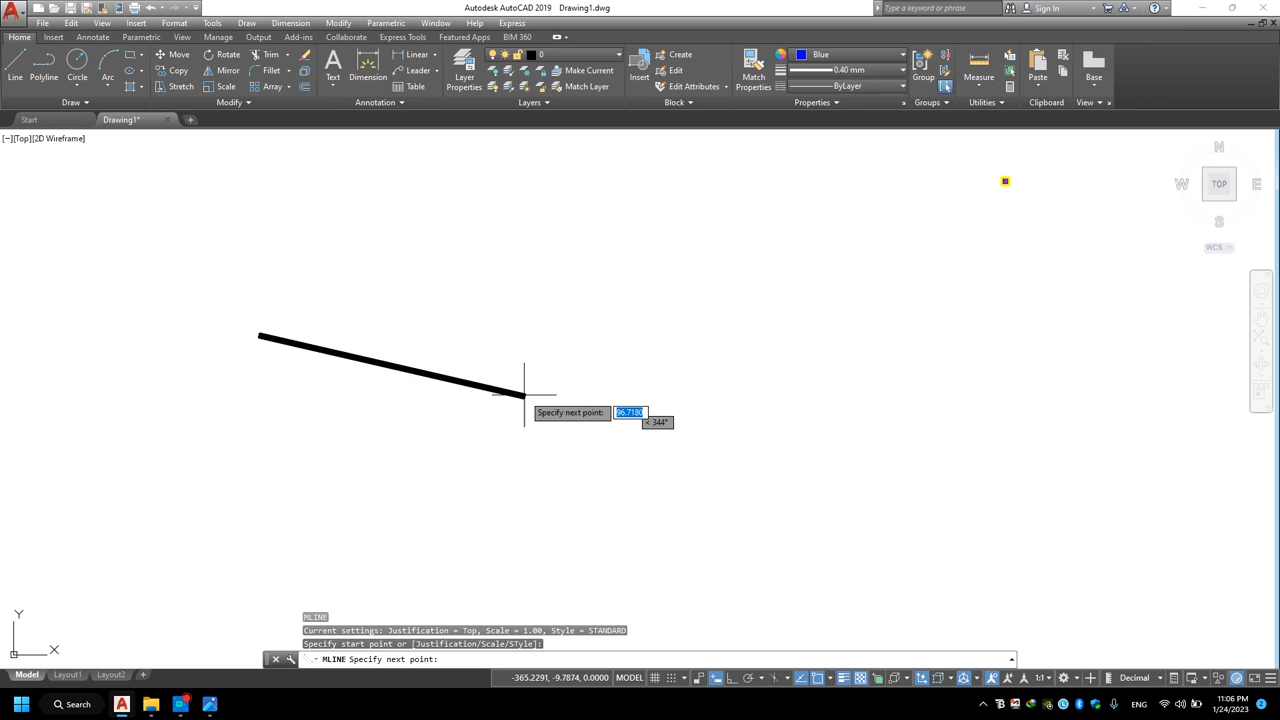 Autodesk AutoCAD 2019 Drawing1.dwg
Type a keyword or phrase
Sign In
File Edit View Insert Format Tools Draw Dimension Modify Parametric Window Help Express
Home Insert Annotate Parametric View Manage Output Add-ins Collaborate Express Tools Featured Apps BIM 360
Line Polyline Circle Arc
Move Rotate Trim
Copy Mirror Fillet
Stretch Scale Array
Text Dimension
Linear
Leader
Table
Layer Properties
0
Make Current
Match Layer
Insert
Create
Edit
Edit Attributes
Match Properties
Blue
0.40 mm
ByLayer
Group
Measure
Paste
Base
Draw Modify Annotation Layers Block Properties Groups Utilities Clipboard View
Start Drawing1*
[−][Top][2D Wireframe]
N
W TOP E
S
WCS
Specify next point: 96.7180
< 344°
Y
X
MLINE
Current settings: Justification = Top, Scale = 1.00, Style = STANDARD
Specify start point or [Justification/Scale/STyle]:
MLINE Specify next point:
Model Layout1 Layout2 +
-365.2291, -9.7874, 0.0000 MODEL
1:1
Decimal
Search
ENG
11:06 PM
1/24/2023
2